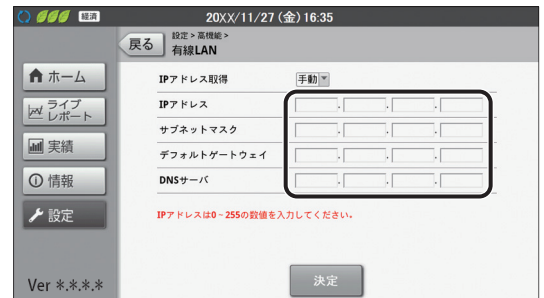 経済
20XX/11/27 (金) 16:35
戻る
設定 > 高機能 >
有線LAN
ホーム
ライブ
レポート
実績
情報
設定
Ver *.*.*.*
IPアドレス取得
手動
IPアドレス
. . .
サブネットマスク
. . .
デフォルトゲートウェイ
. . .
DNSサーバ
. . .
IPアドレスは0~255の数値を入力してください。
決定